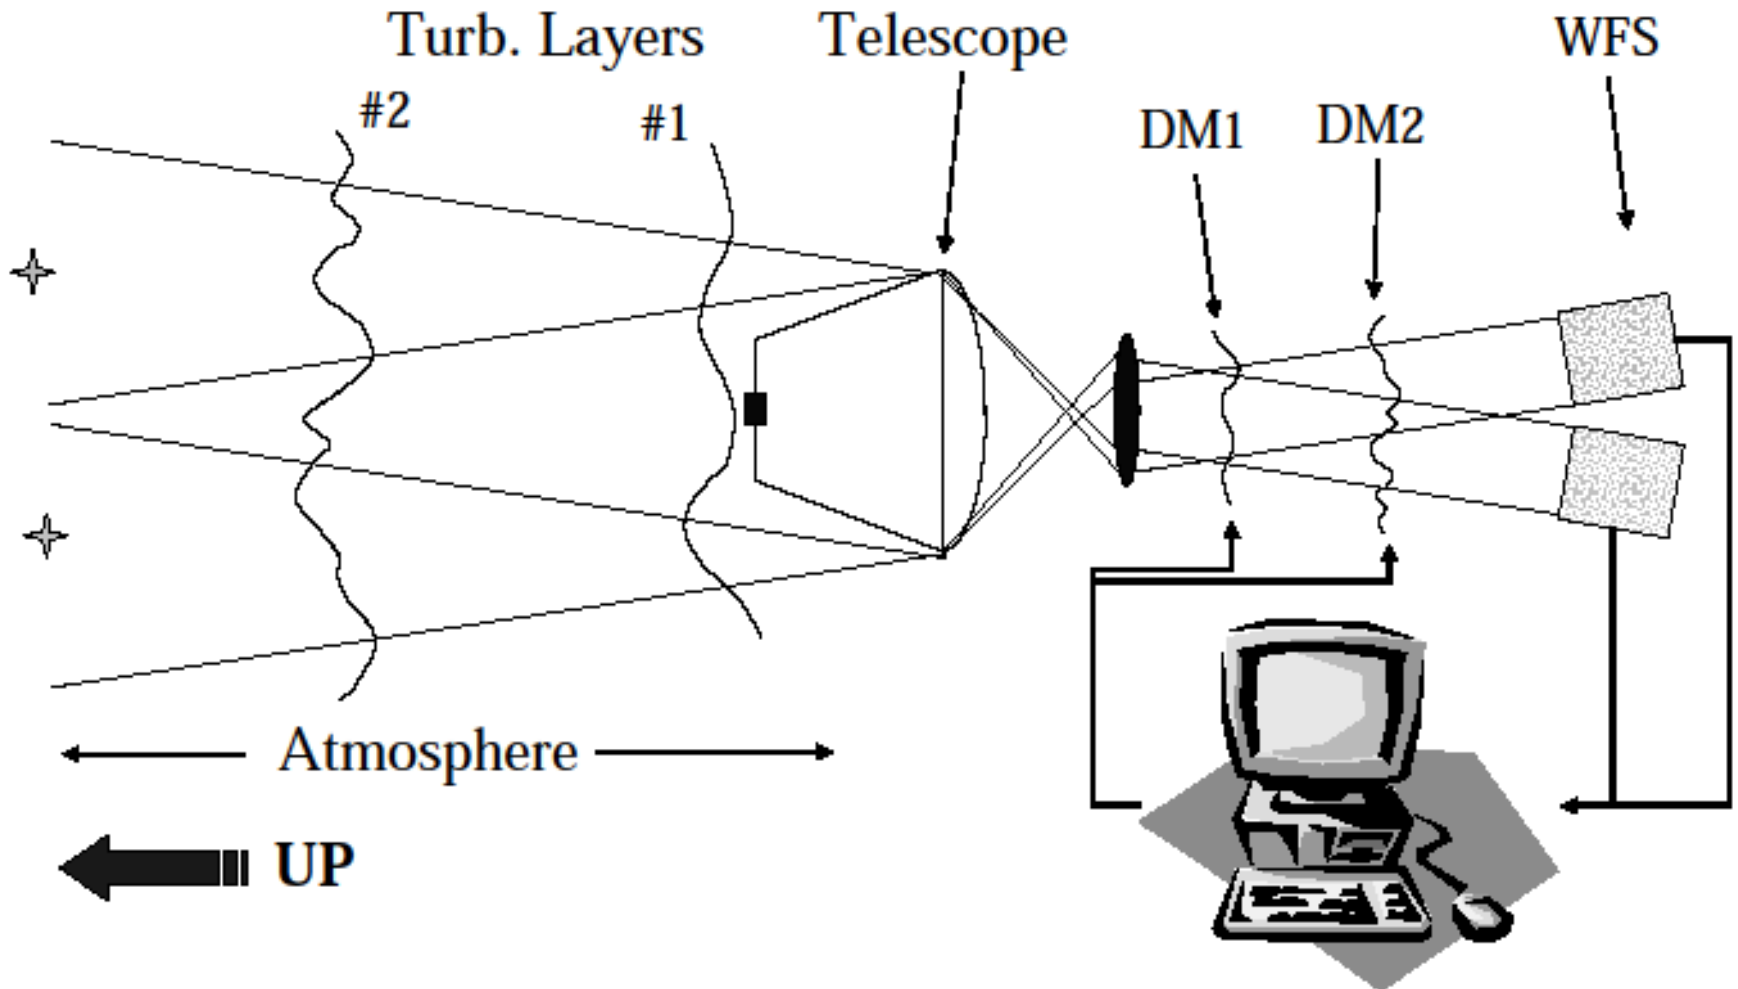 Turb. Layers
Telescope
WFS
#2
#1
DM1
DM2
Atmosphere
UP